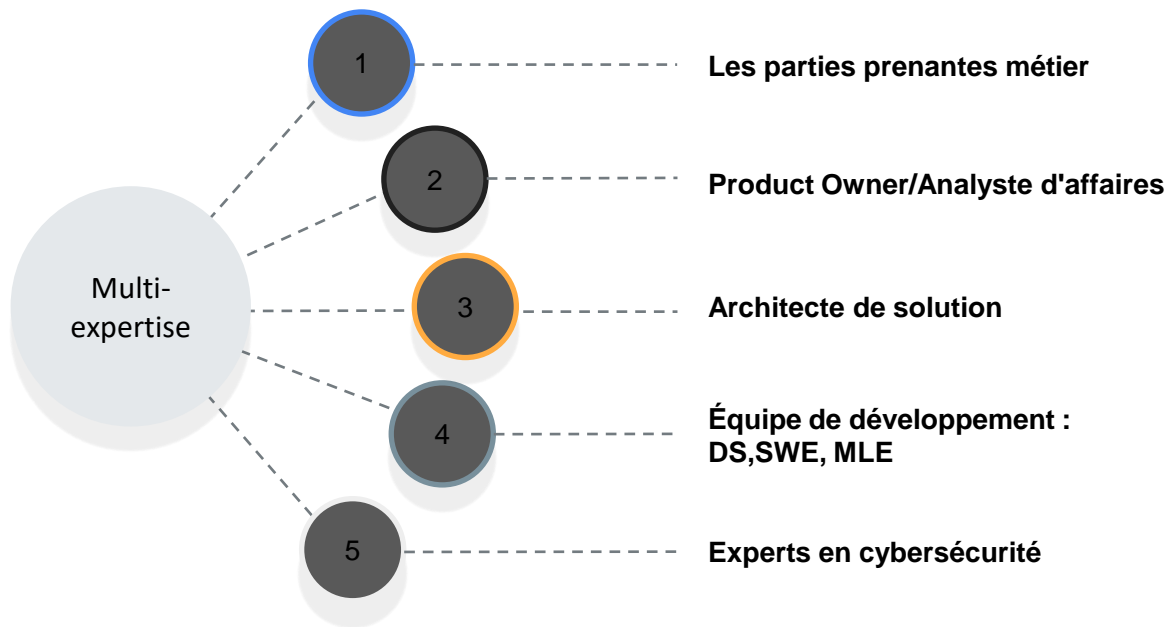 1
Les parties prenantes métier
2
Product Owner/Analyste d'affaires
Multi-
expertise
3
Architecte de solution
4
Équipe de développement :
DS,SWE, MLE
5
Experts en cybersécurité